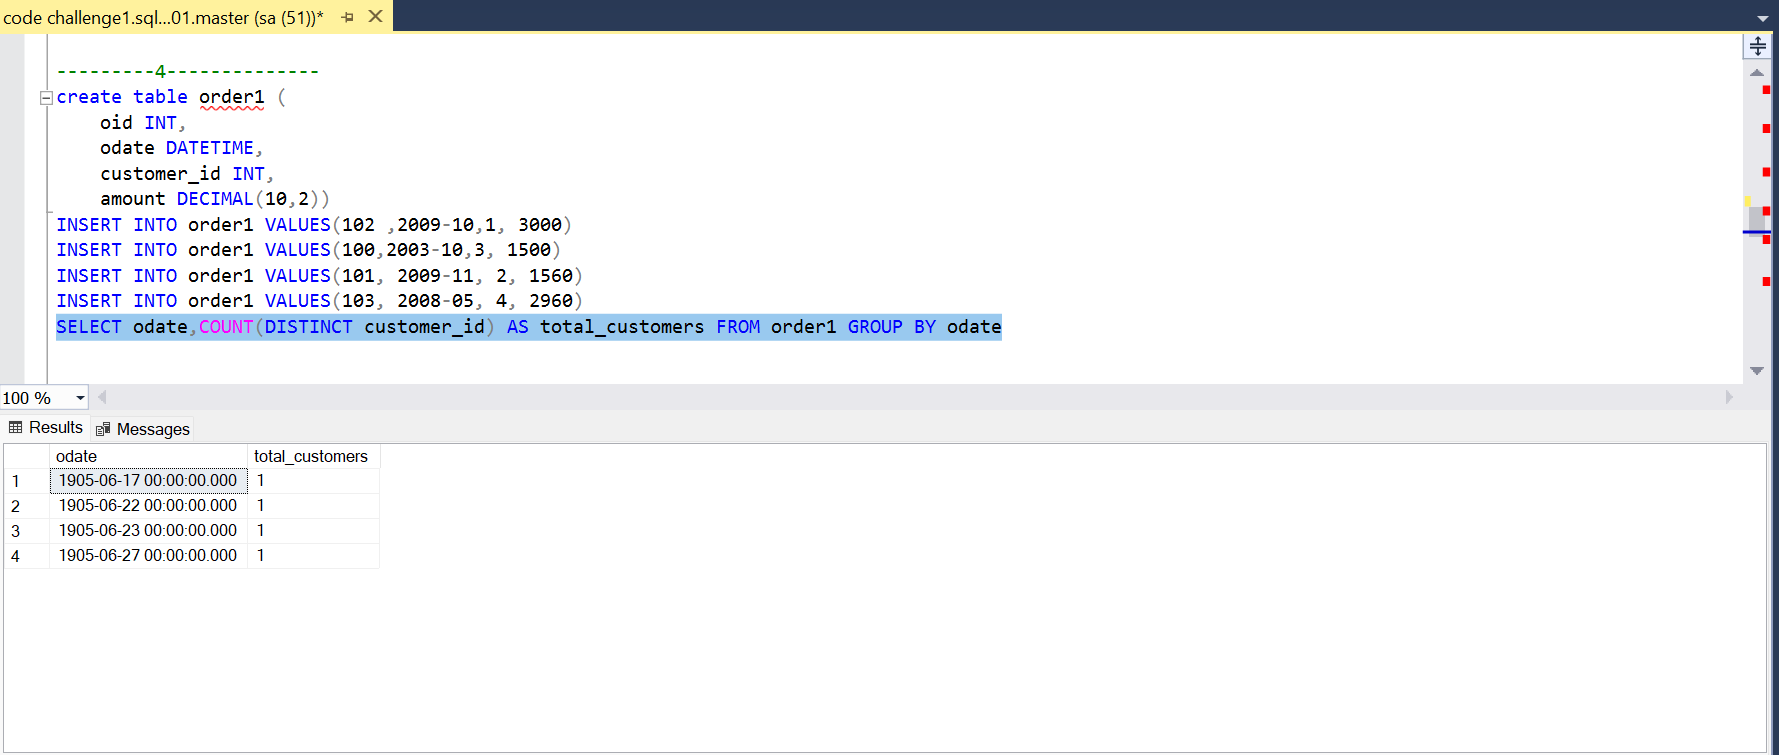 code challenge1.sql...01.master (sa (51))*
---------4--------------
create table order1 (
oid INT,
odate DATETIME,
customer_id INT,
amount DECIMAL(10,2))
INSERT INTO order1 VALUES(102 ,2009-10,1, 3000)
INSERT INTO order1 VALUES(100,2003-10,3, 1500)
INSERT INTO order1 VALUES(101, 2009-11, 2, 1560)
INSERT INTO order1 VALUES(103, 2008-05, 4, 2960)
SELECT odate,COUNT(DISTINCT customer_id) AS total_customers FROM order1 GROUP BY odate
100 %
Results Messages
odate total_customers
1 1905-06-17 00:00:00.000 1
2 1905-06-22 00:00:00.000 1
3 1905-06-23 00:00:00.000 1
4 1905-06-27 00:00:00.000 1